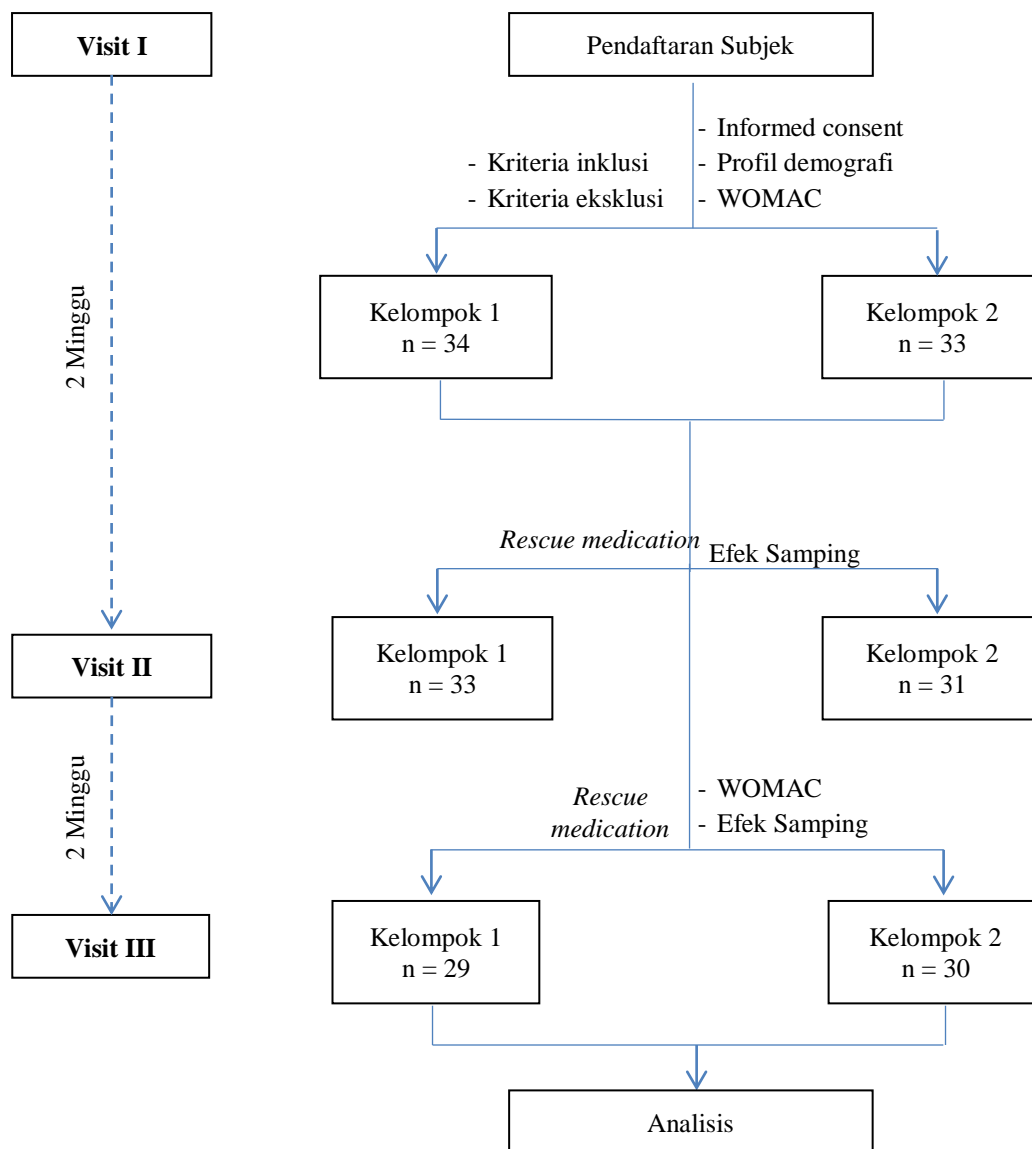 Visit I
Pendaftaran Subjek
- Kriteria inklusi
- Kriteria eksklusi
- Informed consent
- Profil demografi
- WOMAC
2 Minggu
Kelompok 1
n = 34
Kelompok 2
n = 33
Rescue medication
Efek Samping
Visit II
Kelompok 1
n = 33
Kelompok 2
n = 31
2 Minggu
Rescue
medication
- WOMAC
- Efek Samping
Visit III
Kelompok 1
n = 29
Kelompok 2
n = 30
Analisis